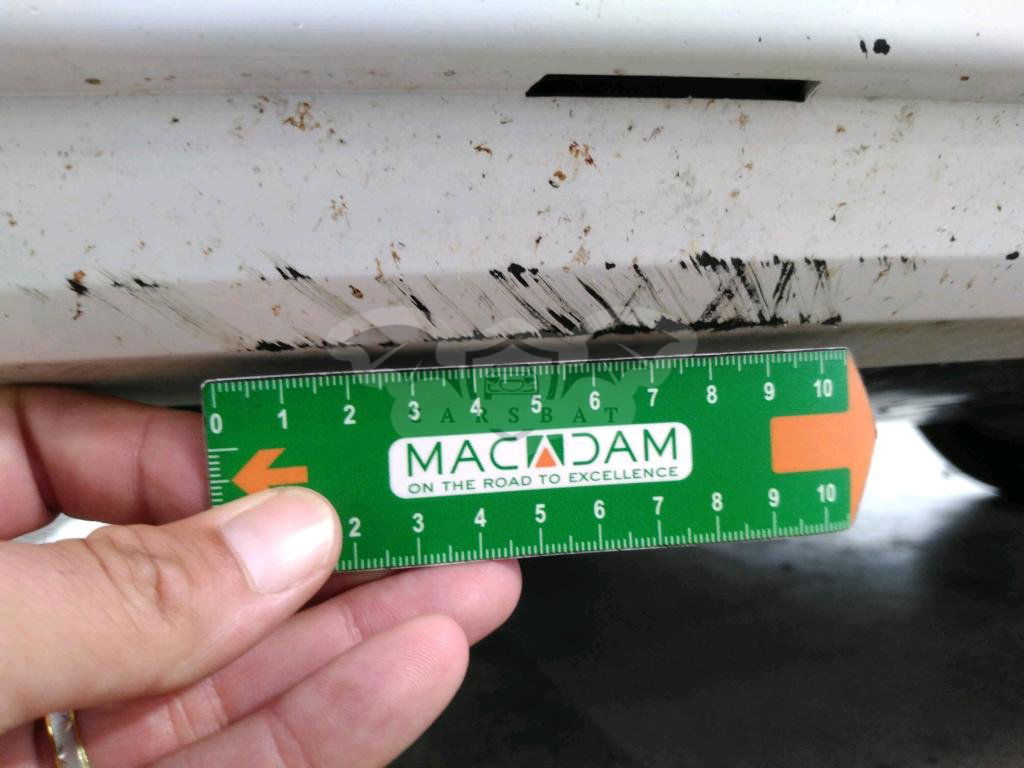 0 1 2 3 4 5 6 7 8 9 10
ARSBAT
MACADAM
ON THE ROAD TO EXCELLENCE
2 3 4 5 6 7 8 9 10